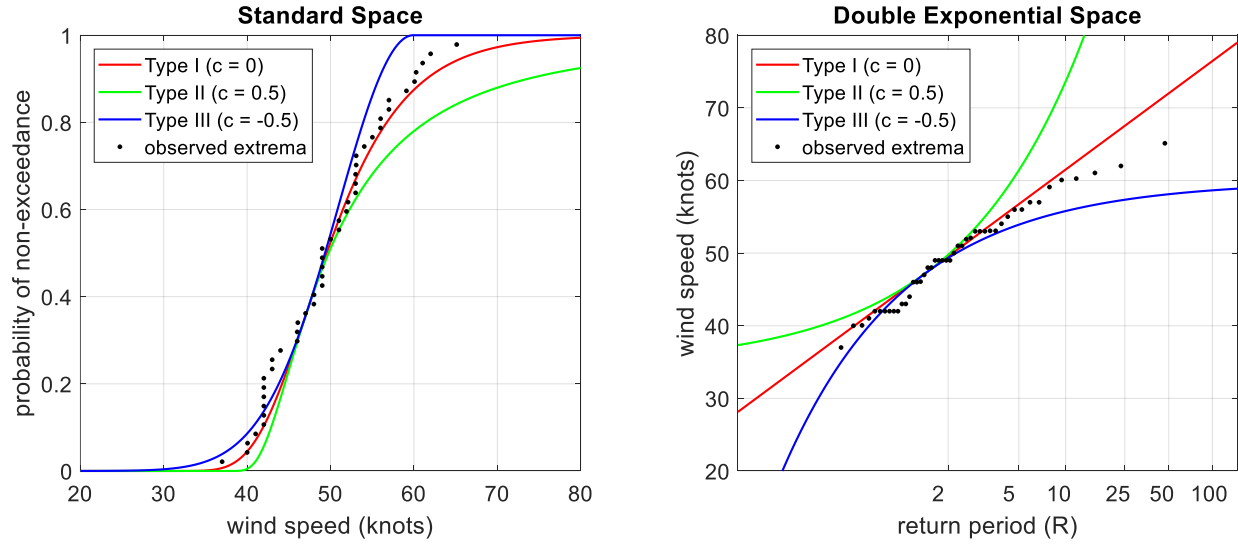 Standard Space
1
0.8
0.6
0.4
0.2
0
20 30 40 50 60 70 80
probability of non-exceedance
wind speed (knots)
Type I (c = 0)
Type II (c = 0.5)
Type III (c = -0.5)
observed extrema
Double Exponential Space
80
70
60
50
40
30
20
2 5 10 25 50 100
wind speed (knots)
return period (R)
Type I (c = 0)
Type II (c = 0.5)
Type III (c = -0.5)
observed extrema